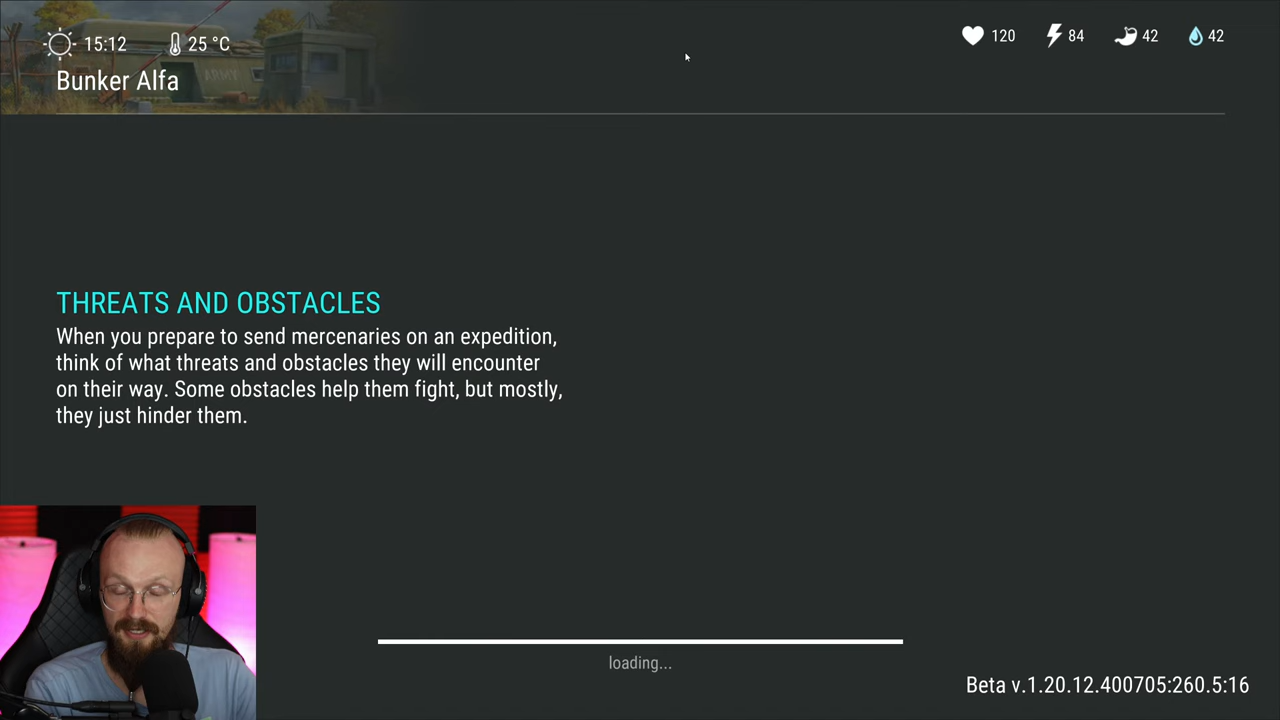 15:12 25 °C
Bunker Alfa
120 84 42 42
THREATS AND OBSTACLES
When you prepare to send mercenaries on an expedition,
think of what threats and obstacles they will encounter
on their way. Some obstacles help them fight, but mostly,
they just hinder them.
loading...
Beta v.1.20.12.400705:260.5:16